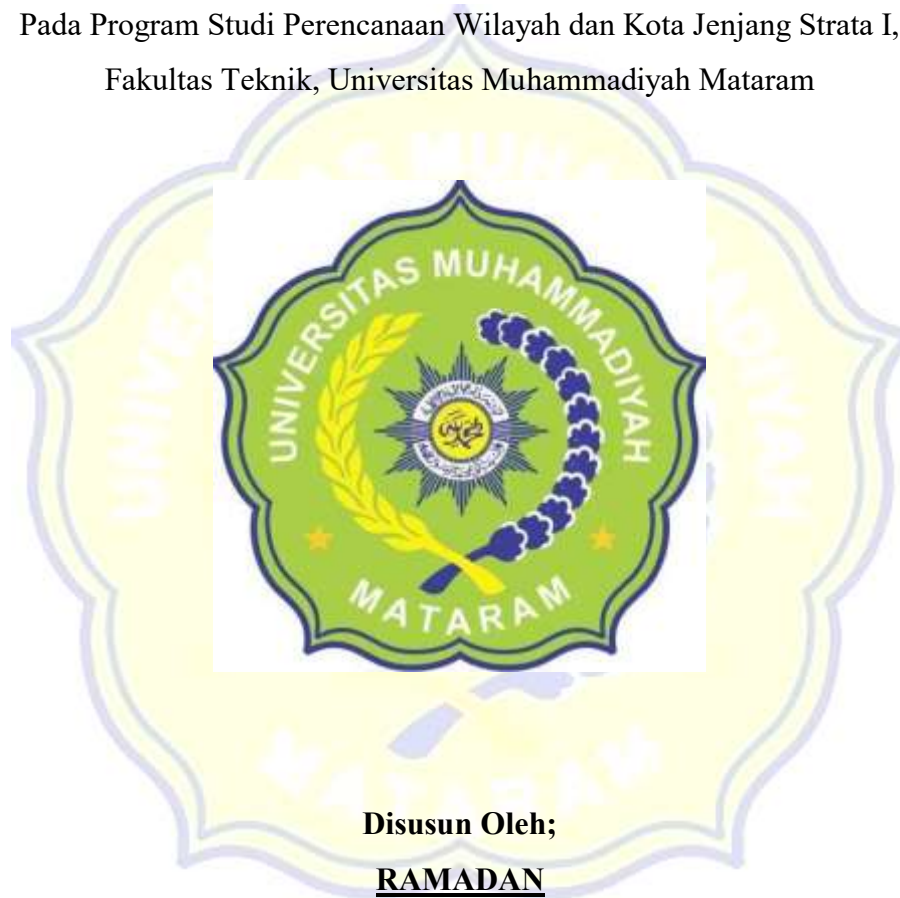 Pada Program Studi Perencanaan Wilayah dan Kota Jenjang Strata I,
Fakultas Teknik, Universitas Muhammadiyah Mataram
UNIVERSITAS MUHAMMADIYAH
MATARAM
Disusun Oleh;
RAMADAN